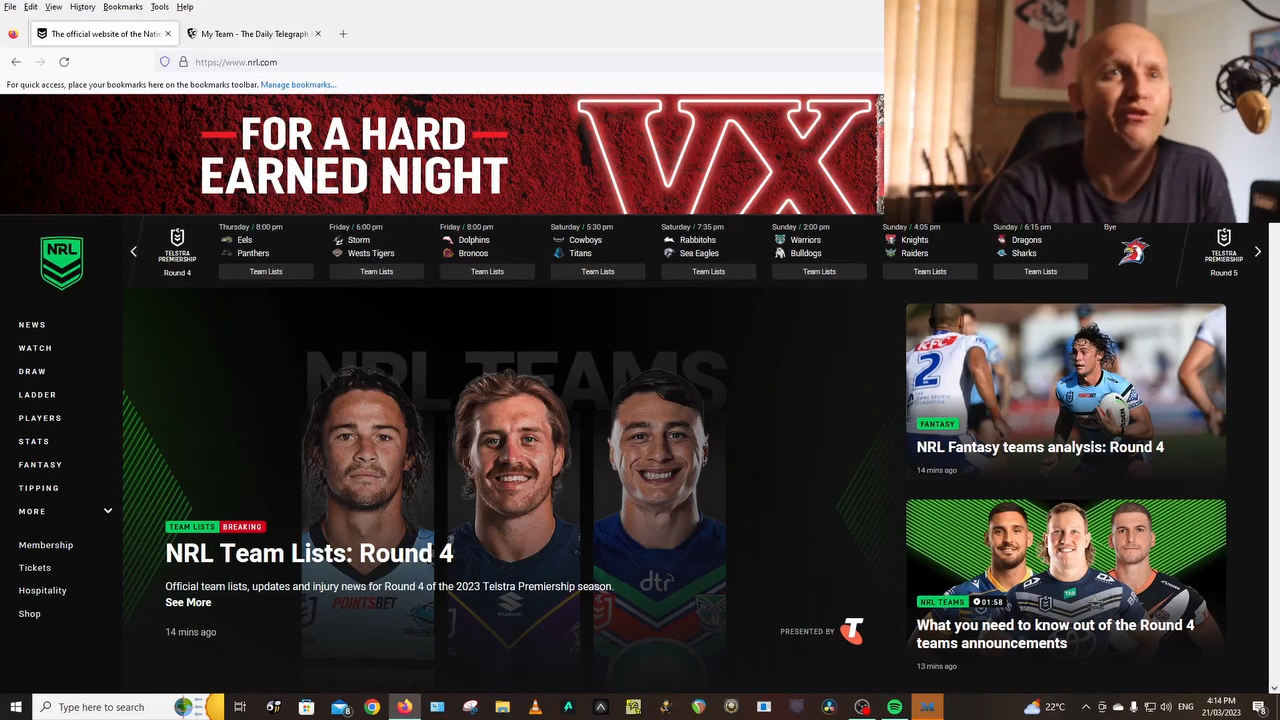 File Edit View History Bookmarks Tools Help
The official website of the Natio
My Team - The Daily Telegraph
https://www.nrl.com
For quick access, place your bookmarks here on the bookmarks toolbar. Manage bookmarks...
FOR A HARD
EARNED NIGHT
VX
NRL
TELSTRA
PREMIERSHIP
Round 4
Thursday / 8:00 pm
Eels
Panthers
Team Lists
Friday / 6:00 pm
Storm
Wests Tigers
Team Lists
Friday / 8:00 pm
Dolphins
Broncos
Team Lists
Saturday / 5:30 pm
Cowboys
Titans
Team Lists
Saturday / 7:35 pm
Rabbitohs
Sea Eagles
Team Lists
Sunday / 2:00 pm
Warriors
Bulldogs
Team Lists
Sunday / 4:05 pm
Knights
Raiders
Team Lists
Sunday / 6:15 pm
Dragons
Sharks
Team Lists
Bye
TELSTRA
PREMIERSHIP
Round 5
NEWS
WATCH
DRAW
LADDER
PLAYERS
STATS
FANTASY
TIPPING
MORE
Membership
Tickets
Hospitality
Shop
NRL TEAMS
POINTSBET
SUZUKI
dtr
TEAM LISTS BREAKING
NRL Team Lists: Round 4
Official team lists, updates and injury news for Round 4 of the 2023 Telstra Premiership season.
See More
14 mins ago
PRESENTED BY
T
KFC
2
FANTASY
NRL Fantasy teams analysis: Round 4
14 mins ago
TAB
NRL TEAMS 01:58
What you need to know out of the Round 4
teams announcements
13 mins ago
Type here to search
22°C
ENG
4:14 PM
21/03/2023